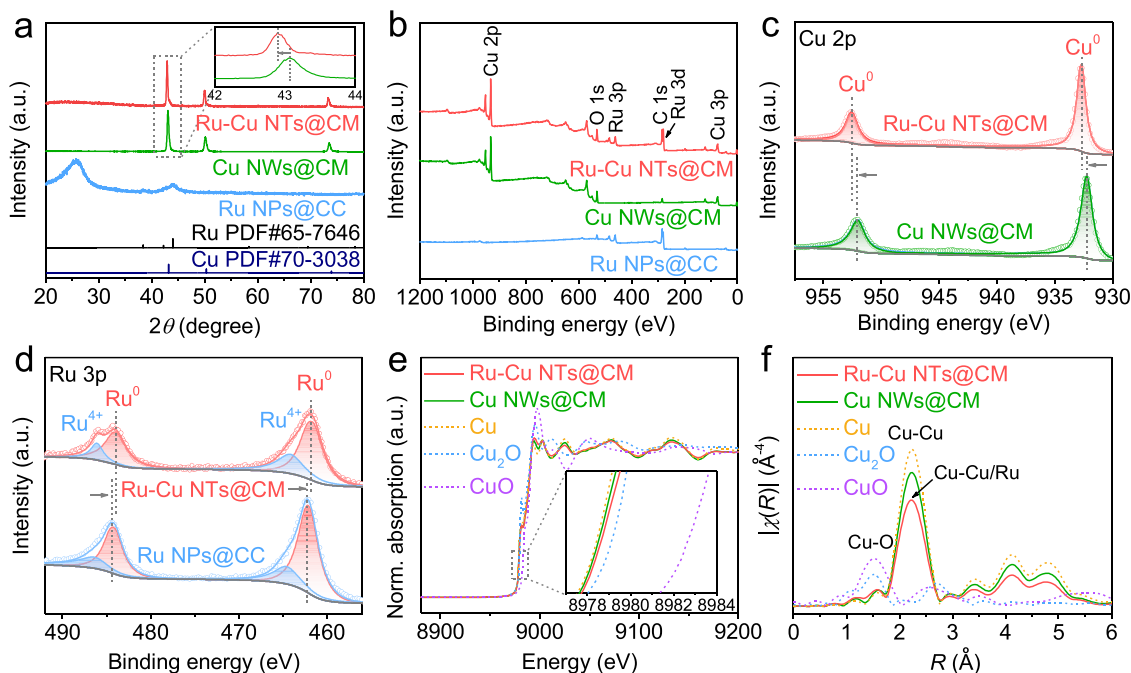 a
Intensity (a.u.)
42 43 44
Ru-Cu NTs@CM
Cu NWs@CM
Ru NPs@CC
Ru PDF#65-7646
Cu PDF#70-3038
20 30 40 50 60 70 80
2θ (degree)
b
Intensity (a.u.)
Cu 2p
O 1s
Ru 3p
C 1s
Ru 3d
Cu 3p
Ru-Cu NTs@CM
Cu NWs@CM
Ru NPs@CC
1200 1000 800 600 400 200 0
Binding energy (eV)
c
Intensity (a.u.)
Cu 2p
Cu⁰
Cu⁰
Ru-Cu NTs@CM
Cu NWs@CM
955 950 945 940 935 930
Binding energy (eV)
d
Intensity (a.u.)
Ru 3p
Ru⁰
Ru⁰
Ru⁴⁺
Ru⁴⁺
Ru-Cu NTs@CM
Ru NPs@CC
490 480 470 460
Binding energy (eV)
e
Norm. absorption (a.u.)
Ru-Cu NTs@CM
Cu NWs@CM
Cu
Cu₂O
CuO
8978 8980 8982 8984
8900 9000 9100 9200
Energy (eV)
f
|χ(R)| (Å⁻⁴)
Ru-Cu NTs@CM
Cu NWs@CM
Cu
Cu₂O
CuO
Cu-Cu
Cu-Cu/Ru
Cu-O
0 1 2 3 4 5 6
R (Å)